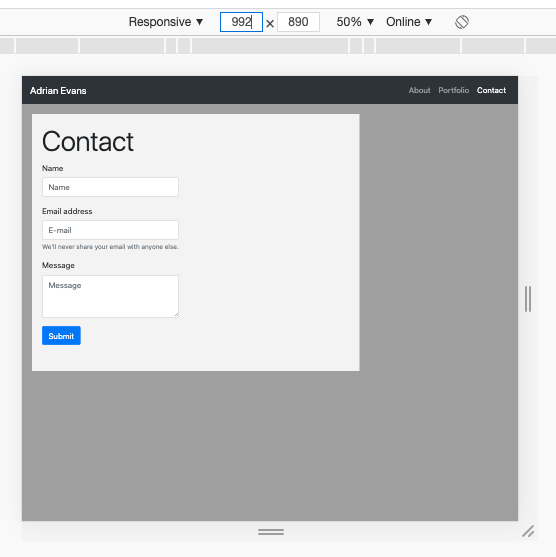 Responsive ▼ 992 × 890 50% ▼ Online ▼
Adrian Evans About Portfolio Contact
Contact
Name
Name
Email address
E-mail
We'll never share your email with anyone else.
Message
Message
Submit